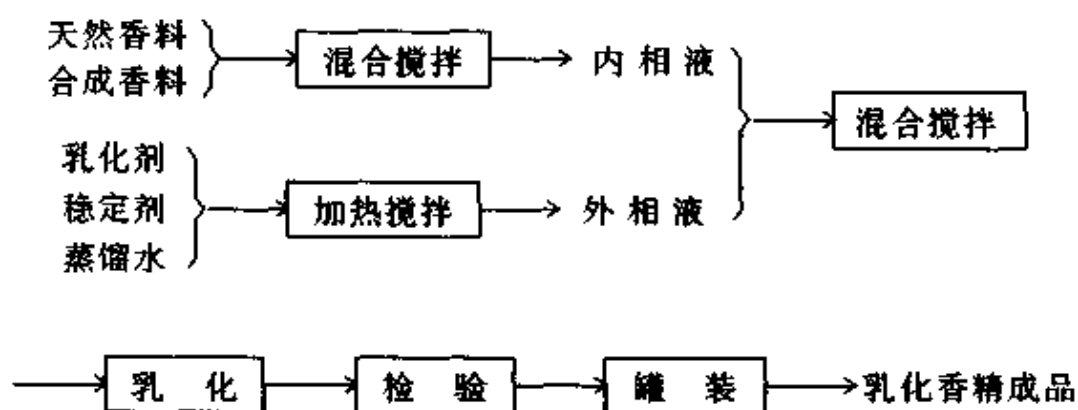 天然香料
合成香料
混合搅拌
内相液
乳化剂
稳定剂
蒸馏水
加热搅拌
外相液
混合搅拌
乳化
检验
罐装
乳化香精成品